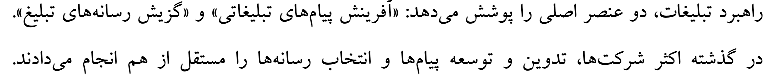 راهبرد تبلیغات، دو عنصر اصلی را پوشش می‌دهد: «آفرینش پیام‌های تبلیغاتی» و «گزینش رسانه‌های تبلیغ».
در گذشته اکثر شرکت‌ها، تدوین و توسعه پیام‌ها و انتخاب رسانه‌ها را مستقل از هم انجام می‌دادند.